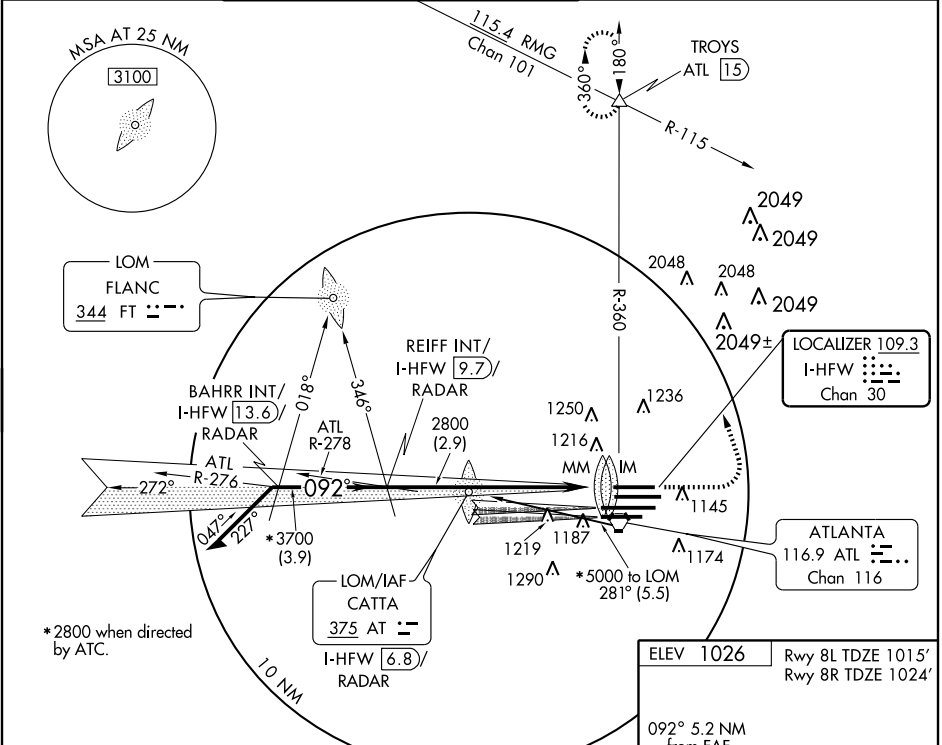 115.4 RMG
Chan 101
MSA AT 25 NM
3100
360°
180°
TROYS
ATL 15
R-115
2049
2049
2048
2048
2049
2049±
LOM
FLANC
344 FT
R-360
LOCALIZER 109.3
I-HFW
Chan 30
REIFF INT/
I-HFW 9.7/
RADAR
BAHRR INT/
I-HFW 13.6/
RADAR
018°
346°
ATL
R-278
2800
(2.9)
1250
1236
1216
MM
IM
ATL
R-276
272°
092°
1145
047°
227°
*3700
(3.9)
1219
1187
1174
1290
*5000 to LOM
281° (5.5)
ATLANTA
116.9 ATL
Chan 116
LOM/IAF
CATTA
375 AT
I-HFW 6.8/
RADAR
*2800 when directed
by ATC.
10 NM
ELEV 1026
Rwy 8L TDZE 1015'
Rwy 8R TDZE 1024'
092° 5.2 NM
from FAF